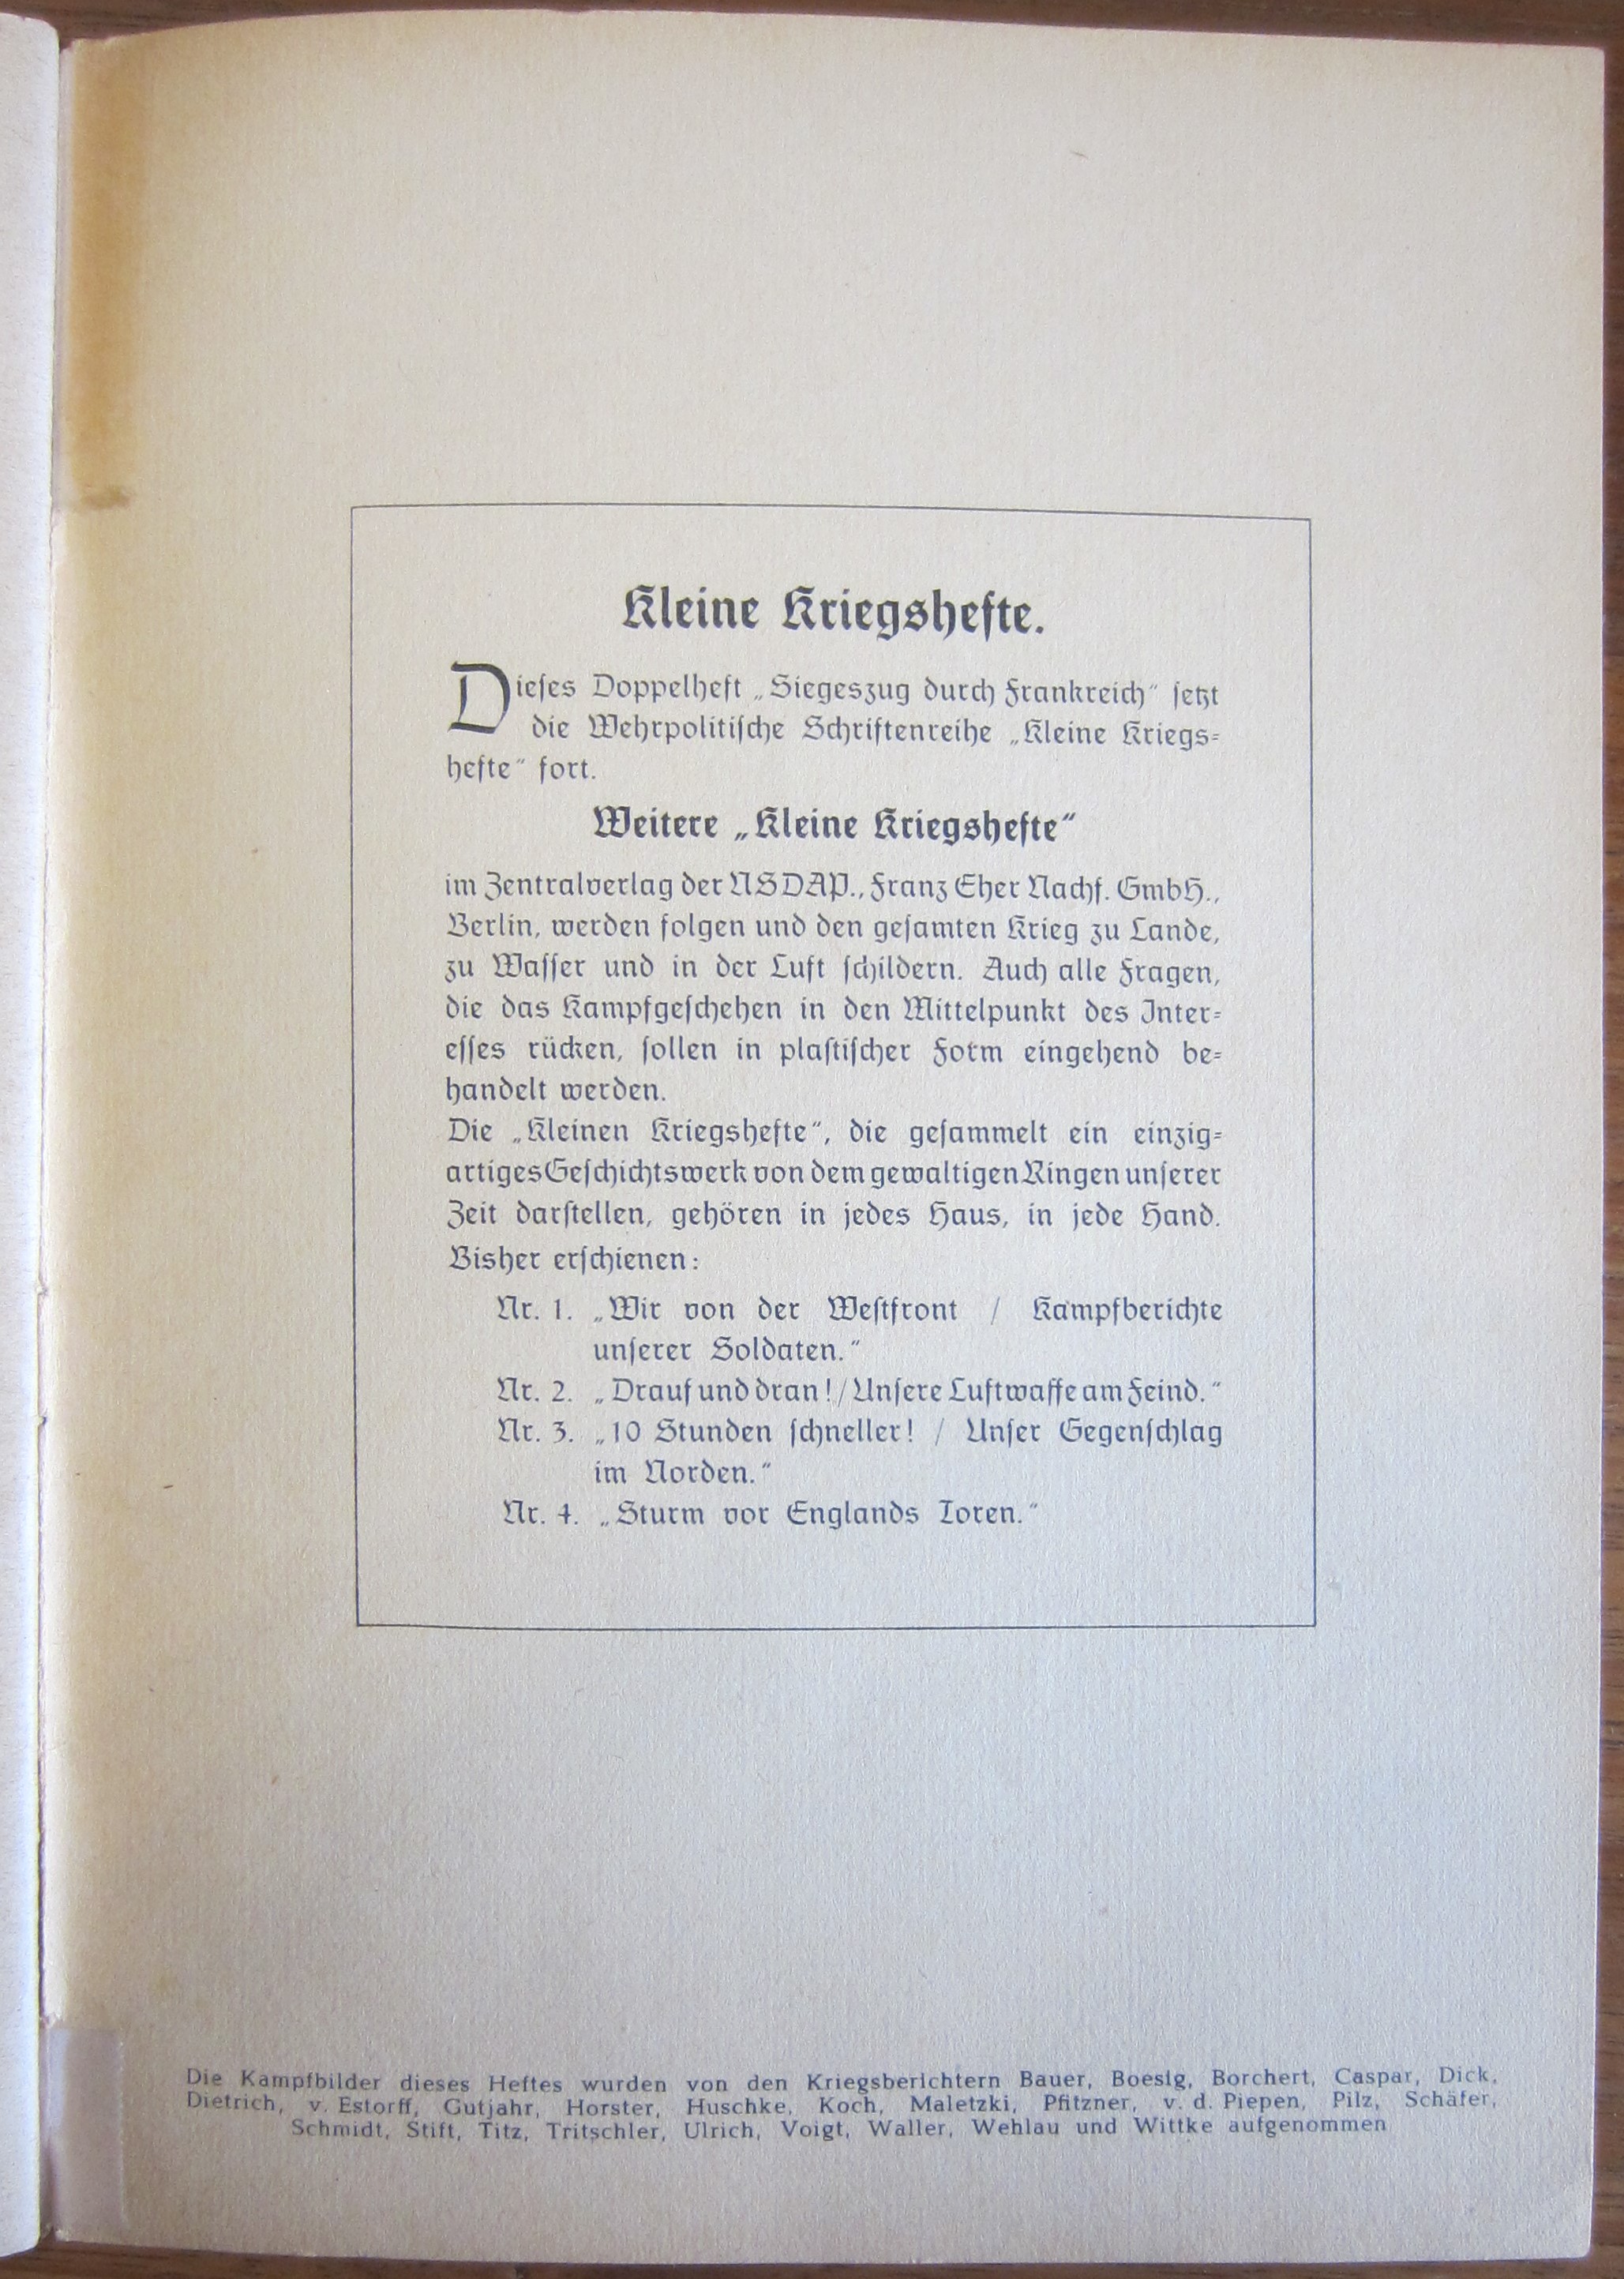 Kleine Kriegshefte.
Dieses Doppelheft „Siegeszug durch Frankreich“ setzt
die Wehrpolitische Schriftenreihe „Kleine Kriegs-
hefte“ fort.
Weitere „Kleine Kriegshefte“
im Zentralverlag der NSDAP., Franz Eher Nachf. GmbH.,
Berlin, werden folgen und den gesamten Krieg zu Lande,
zu Wasser und in der Luft schildern. Auch alle Fragen,
die das Kampfgeschehen in den Mittelpunkt des Inter-
esses rücken, sollen in plastischer Form eingehend be-
handelt werden.
Die „Kleinen Kriegshefte“, die gesammelt ein einzig-
artiges Geschichtswerk von dem gewaltigen Ringen unserer
Zeit darstellen, gehören in jedes Haus, in jede Hand.
Bisher erschienen:
Nr. 1. „Wir von der Westfront / Kampfberichte
unserer Soldaten.“
Nr. 2. „Drauf und dran! / Unsere Luftwaffe am Feind.“
Nr. 3. „10 Stunden schneller! / Unser Gegenschlag
im Norden.“
Nr. 4. „Sturm vor Englands Toren.“
Die Kampfbilder dieses Heftes wurden von den Kriegsberichtern Bauer, Boesig, Borchert, Caspar, Dick,
Dietrich, v. Estorff, Gutjahr, Horster, Huschke, Koch, Maletzki, Pfitzner, v. d. Piepen, Pilz, Schäfer,
Schmidt, Stift, Titz, Tritschler, Ulrich, Voigt, Waller, Wehlau und Wittke aufgenommen